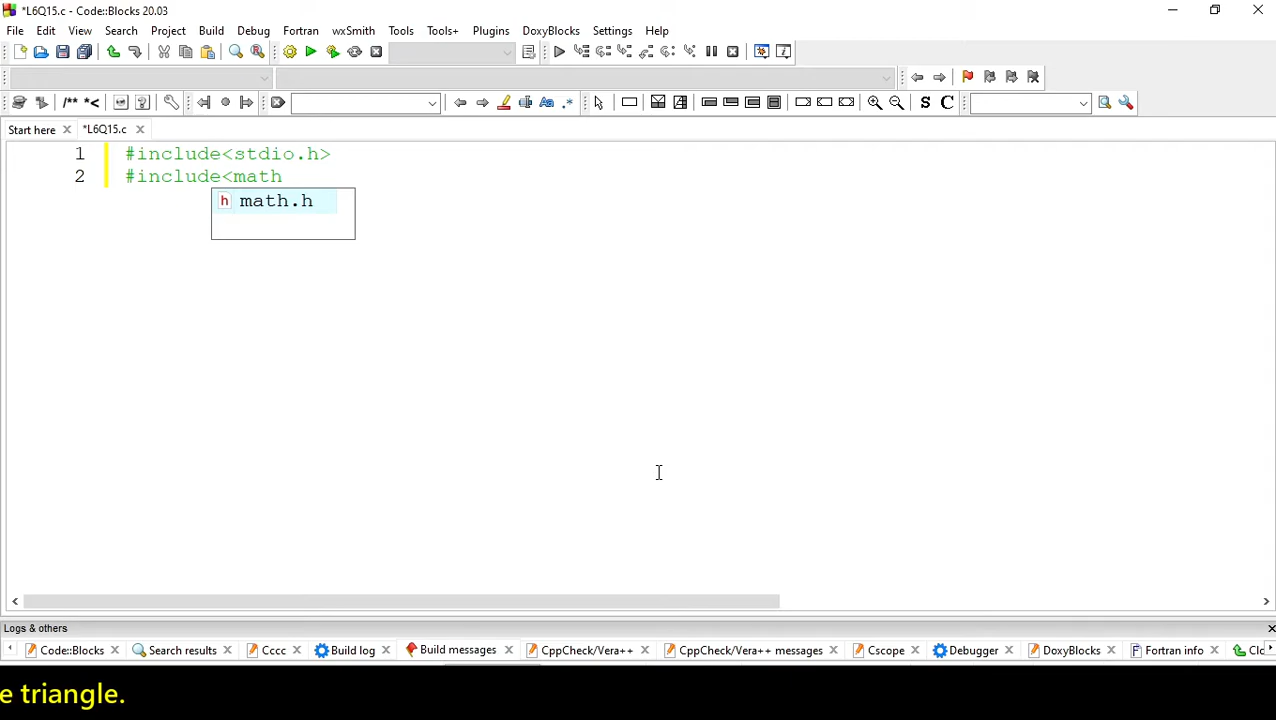 *L6Q15.c - Code::Blocks 20.03
File Edit View Search Project Build Debug Fortran wxSmith Tools Tools+ Plugins DoxyBlocks Settings Help
/** *< Aa .* S C
Start here *L6Q15.c
1 #include<stdio.h>
2 #include<math
h math.h
Logs & others
Code::Blocks Search results Cccc Build log Build messages CppCheck/Vera++ CppCheck/Vera++ messages Cscope Debugger DoxyBlocks Fortran info Clo
e triangle.